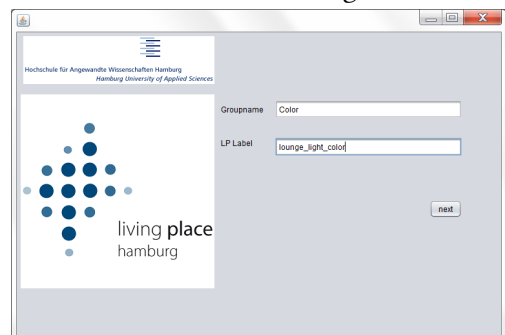 Hochschule für Angewandte Wissenschaften Hamburg
Hamburg University of Applied Sciences
Groupname Color
LP Label lounge_light_color
next
living place
hamburg